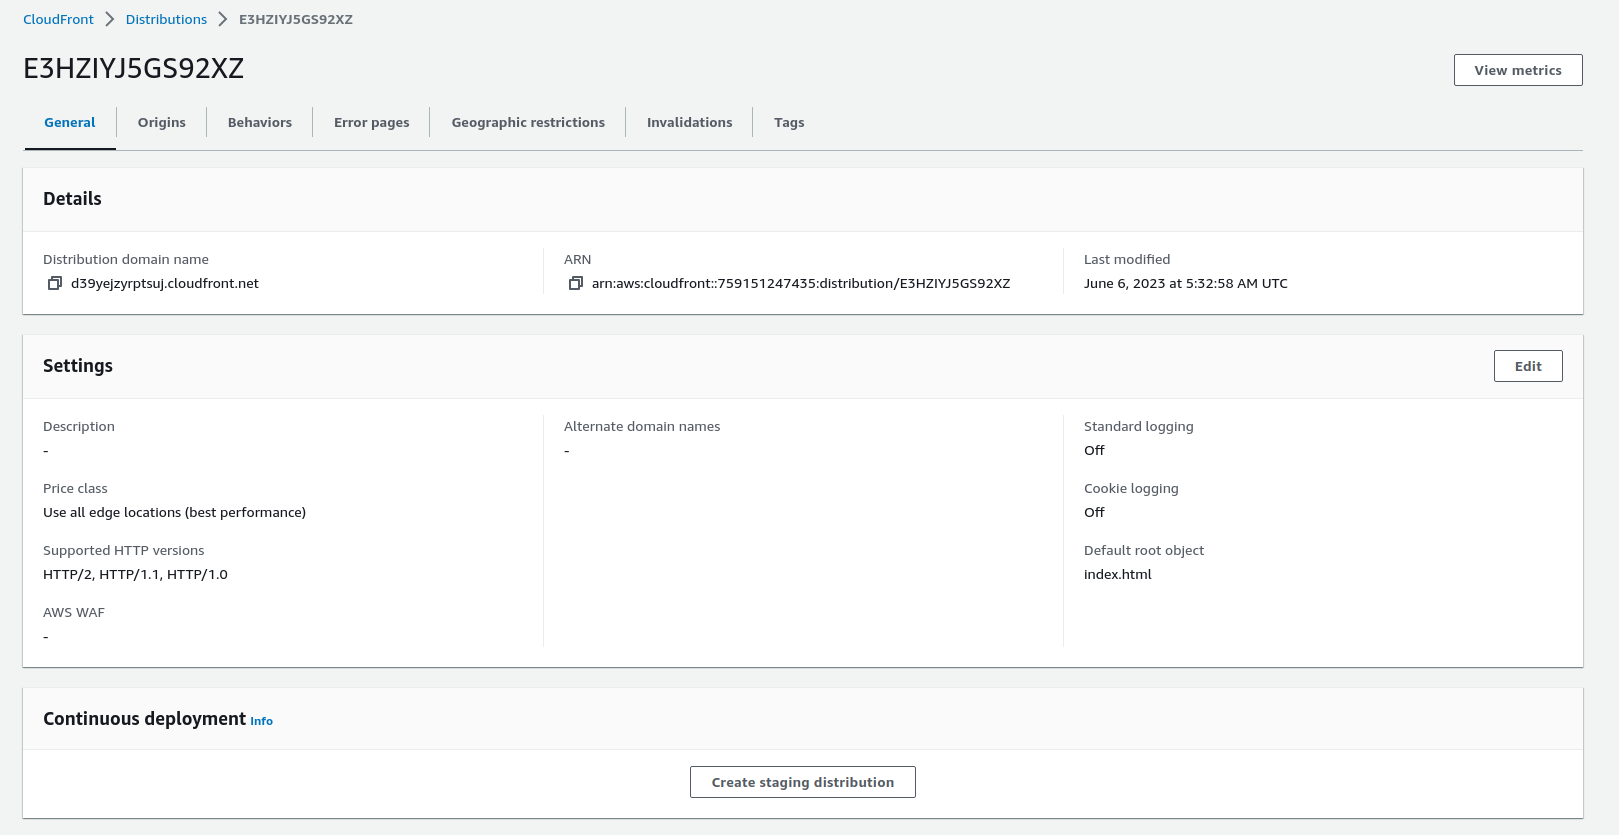 CloudFront > Distributions > E3HZIYJ5GS92XZ
E3HZIYJ5GS92XZ
View metrics
General
Origins
Behaviors
Error pages
Geographic restrictions
Invalidations
Tags
Details
Distribution domain name
d39yejzyrptsuj.cloudfront.net
ARN
arn:aws:cloudfront::759151247435:distribution/E3HZIYJ5GS92XZ
Last modified
June 6, 2023 at 5:32:58 AM UTC
Settings
Edit
Description
-
Price class
Use all edge locations (best performance)
Supported HTTP versions
HTTP/2, HTTP/1.1, HTTP/1.0
AWS WAF
-
Alternate domain names
-
Standard logging
Off
Cookie logging
Off
Default root object
index.html
Continuous deployment Info
Create staging distribution